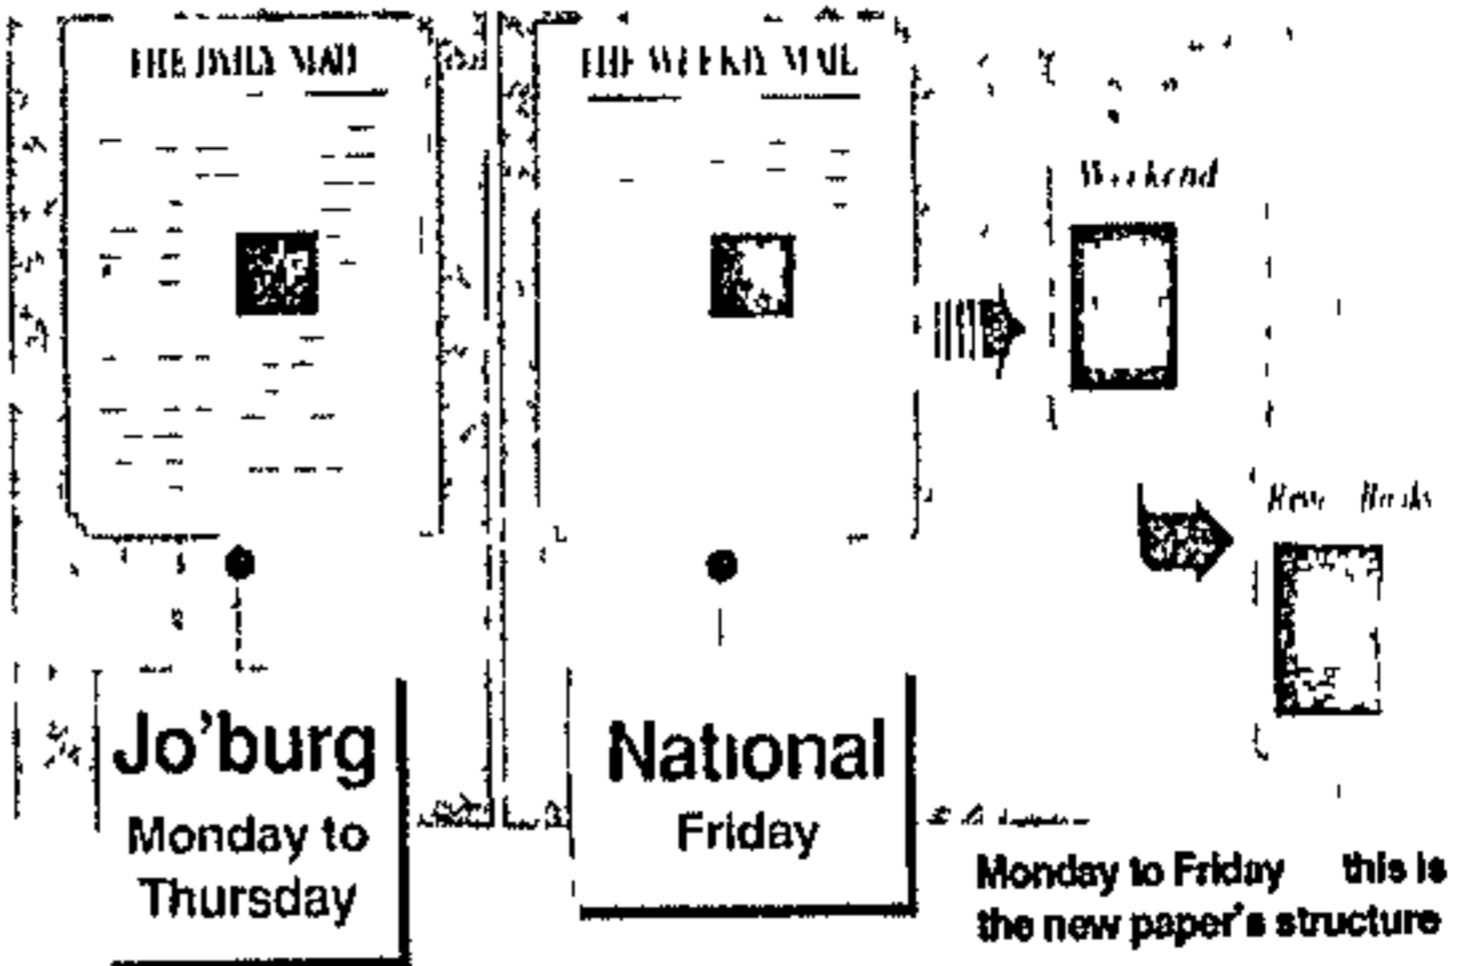 THE DAILY MAIL
THE WEEKLY MAIL
Weekend
Books
Jo'burg
Monday to
Thursday
National
Friday
Monday to Friday this is
the new paper's structure